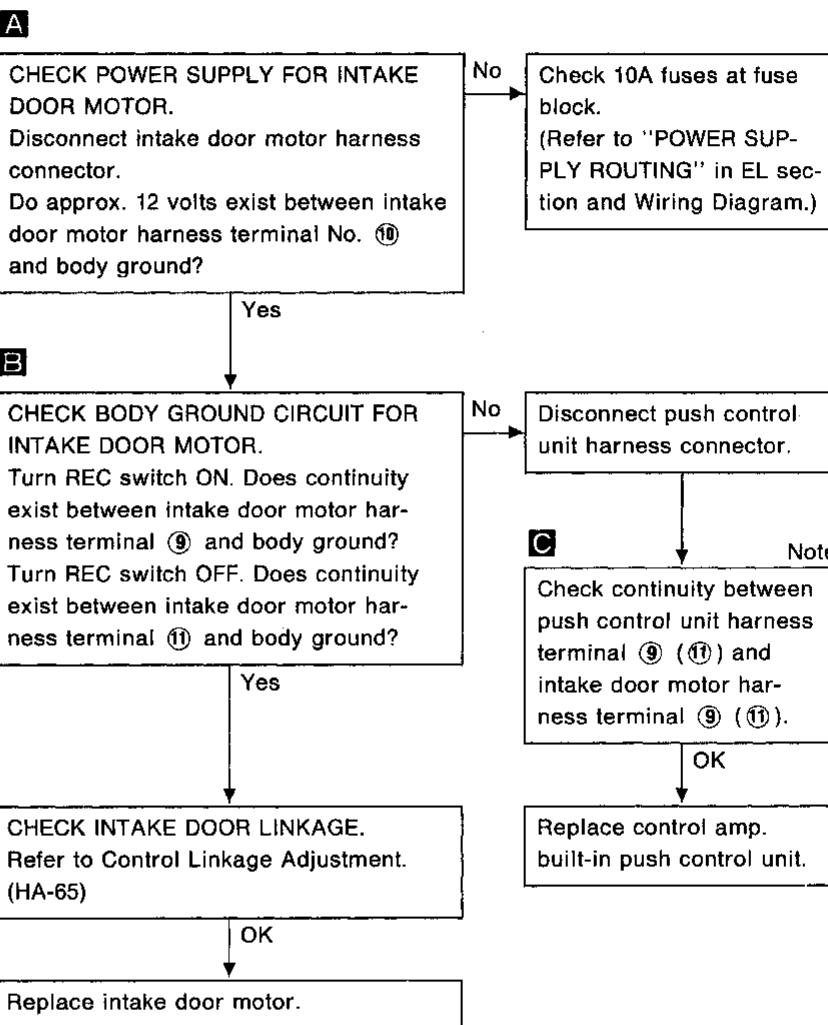 A
CHECK POWER SUPPLY FOR INTAKE
DOOR MOTOR.
Disconnect intake door motor harness
connector.
Do approx. 12 volts exist between intake
door motor harness terminal No. ⑩
and body ground?
No
Check 10A fuses at fuse
block.
(Refer to "POWER SUP-
PLY ROUTING" in EL sec-
tion and Wiring Diagram.)
Yes
B
CHECK BODY GROUND CIRCUIT FOR
INTAKE DOOR MOTOR.
Turn REC switch ON. Does continuity
exist between intake door motor har-
ness terminal ⑨ and body ground?
Turn REC switch OFF. Does continuity
exist between intake door motor har-
ness terminal ⑪ and body ground?
No
Disconnect push control
unit harness connector.
C
Note
Check continuity between
push control unit harness
terminal ⑨ (⑪) and
intake door motor har-
ness terminal ⑨ (⑪).
OK
Replace control amp.
built-in push control unit.
Yes
CHECK INTAKE DOOR LINKAGE.
Refer to Control Linkage Adjustment.
(HA-65)
OK
Replace intake door motor.